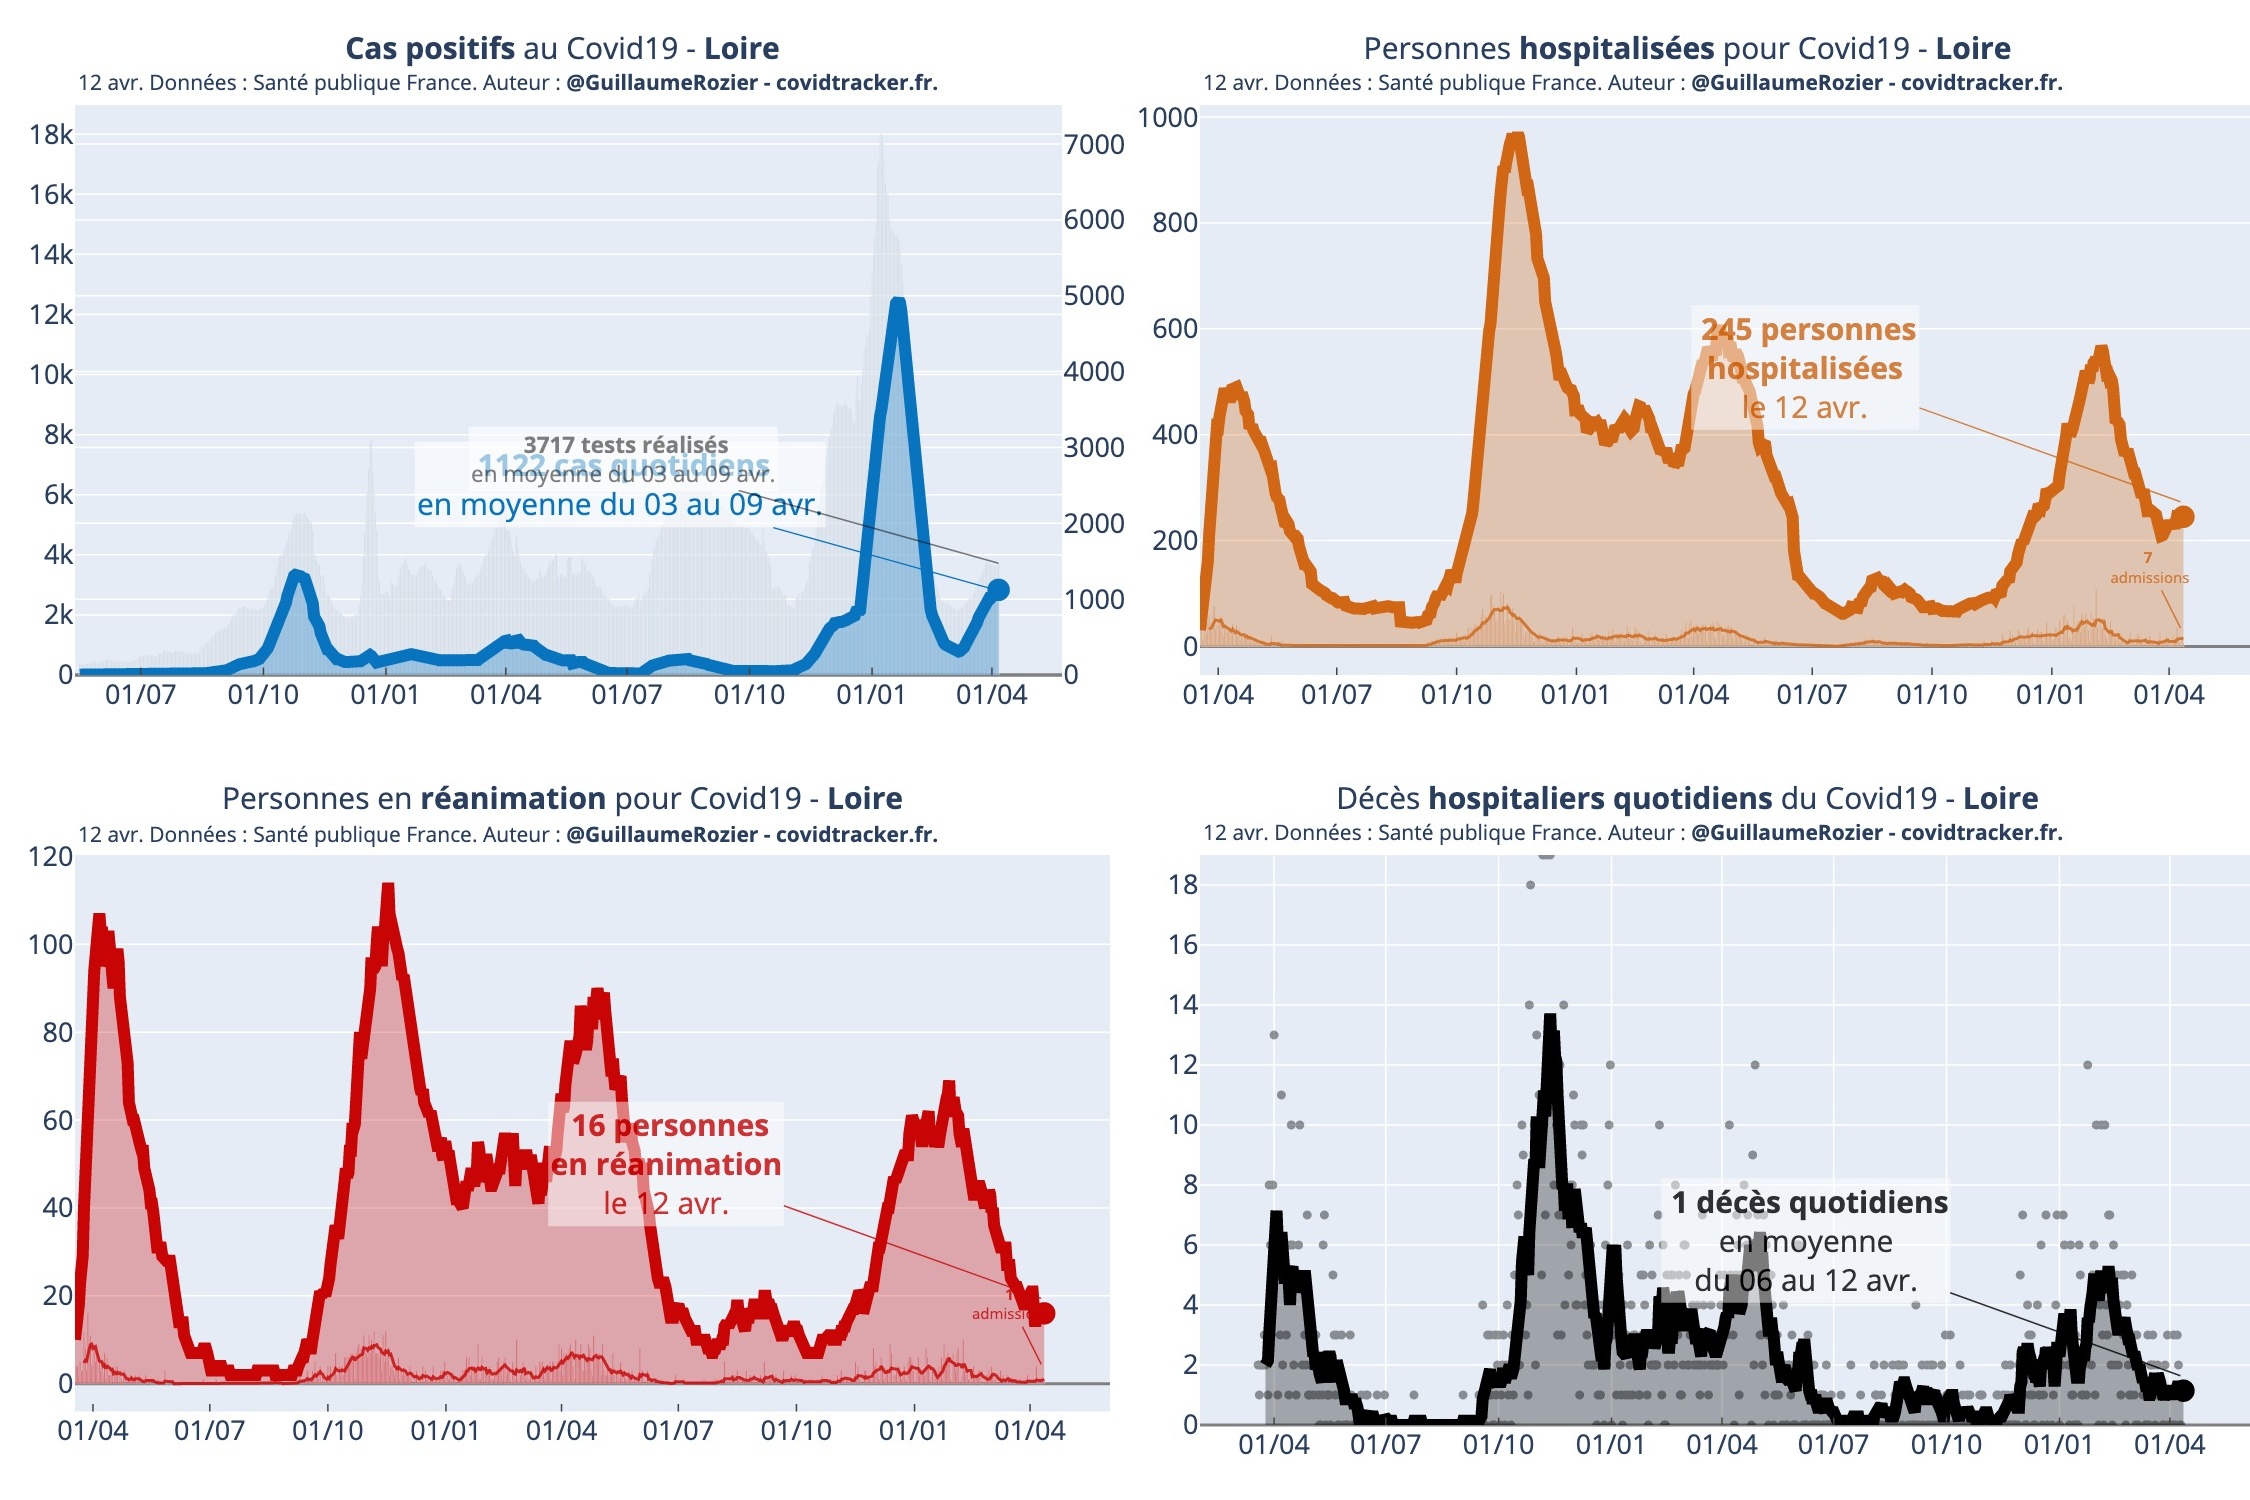 Cas positifs au Covid19 - Loire
12 avr. Données : Santé publique France. Auteur : @GuillaumeRozier - covidtracker.fr.
18k
16k
14k
12k
10k
8k
6k
4k
2k
0
7000
6000
5000
4000
3000
2000
1000
0
3717 tests réalisés
en moyenne du 03 au 09 avr.
1122 cas quotidiens
en moyenne du 03 au 09 avr.
01/07 01/10 01/01 01/04 01/07 01/10 01/01 01/04
Personnes hospitalisées pour Covid19 - Loire
12 avr. Données : Santé publique France. Auteur : @GuillaumeRozier - covidtracker.fr.
1000
800
600
400
200
0
245 personnes
hospitalisées
le 12 avr.
7
admissions
01/04 01/07 01/10 01/01 01/04 01/07 01/10 01/01 01/04
Personnes en réanimation pour Covid19 - Loire
12 avr. Données : Santé publique France. Auteur : @GuillaumeRozier - covidtracker.fr.
120
100
80
60
40
20
0
16 personnes
en réanimation
le 12 avr.
01/04 01/07 01/10 01/01 01/04 01/07 01/10 01/01 01/04
Décès hospitaliers quotidiens du Covid19 - Loire
12 avr. Données : Santé publique France. Auteur : @GuillaumeRozier - covidtracker.fr.
18
16
14
12
10
8
6
4
2
0
1 décès quotidiens
en moyenne
du 06 au 12 avr.
01/04 01/07 01/10 01/01 01/04 01/07 01/10 01/01 01/04